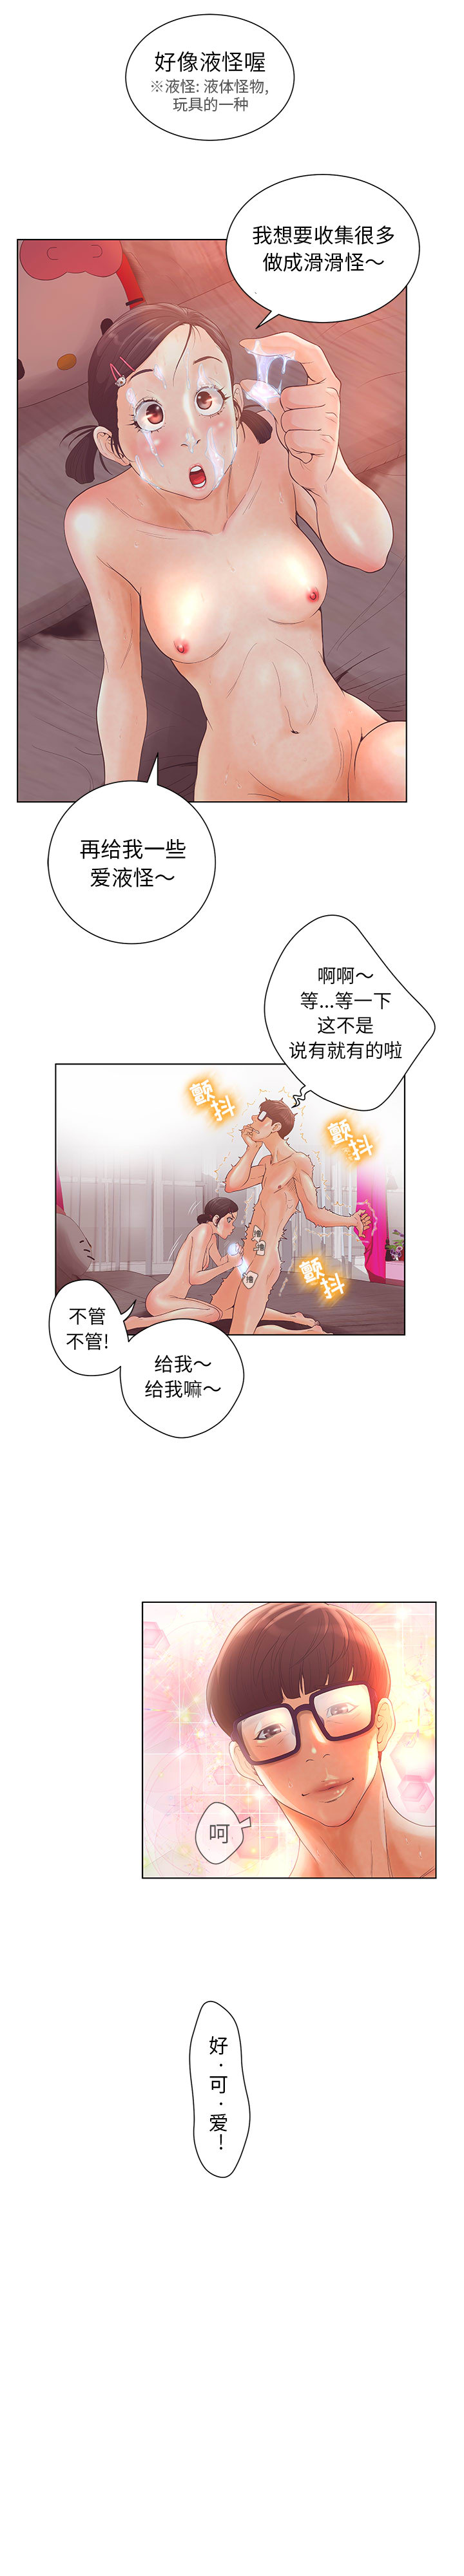 好像液怪喔
※液怪: 液体怪物,
玩具的一种
我想要收集很多
做成滑滑怪～
再给我一些
爱液怪～
啊啊～
等...等一下
这不是
说有就有的啦
颤抖
颤抖
撸
撸
撸
颤抖
不管
不管!
给我～
给我嘛～
呵
好·可·爱!